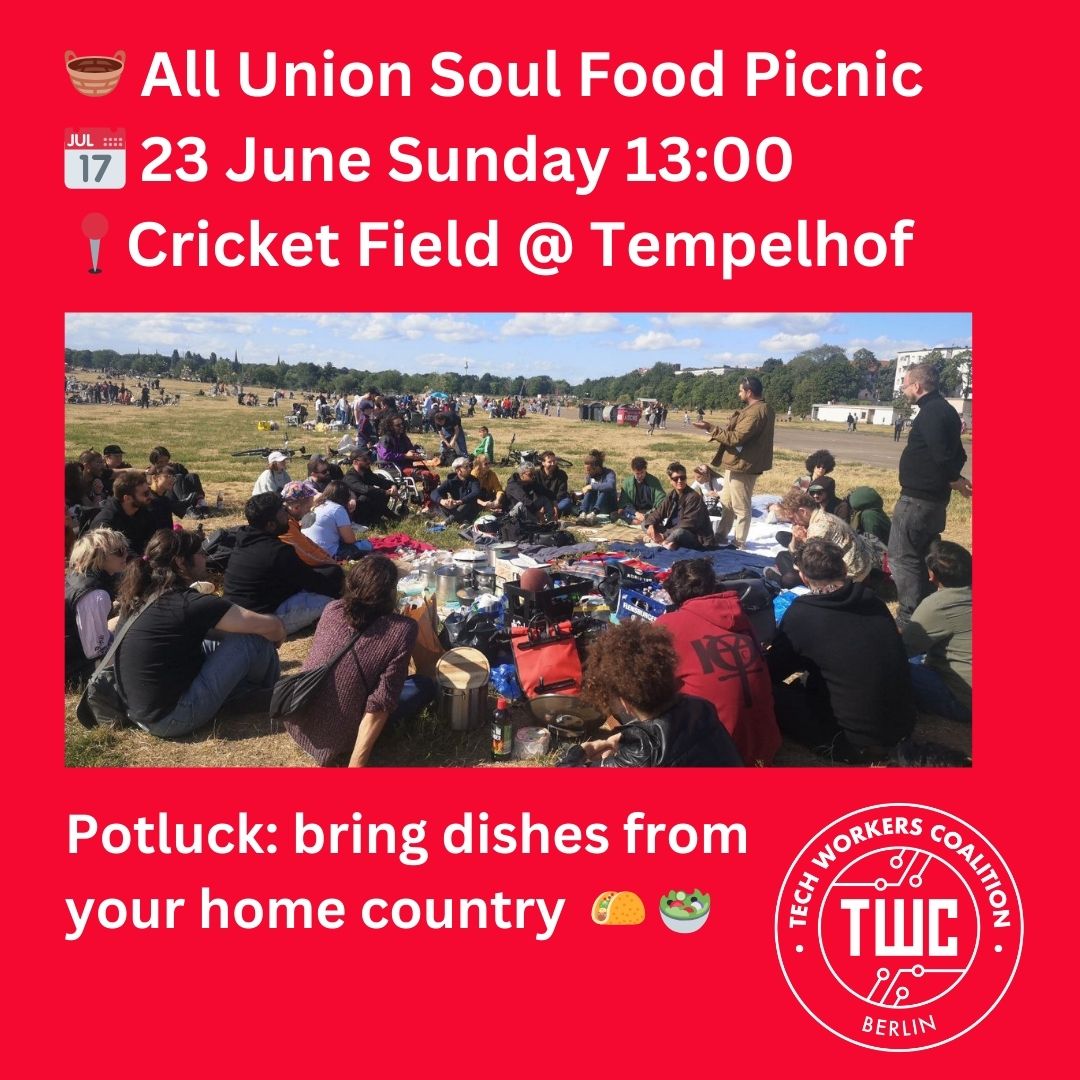 🧺 All Union Soul Food Picnic
📅 23 June Sunday 13:00
📍 Cricket Field @ Tempelhof
Potluck: bring dishes from
your home country 🌮 🥗
TECH WORKERS COALITION
TWC
BERLIN